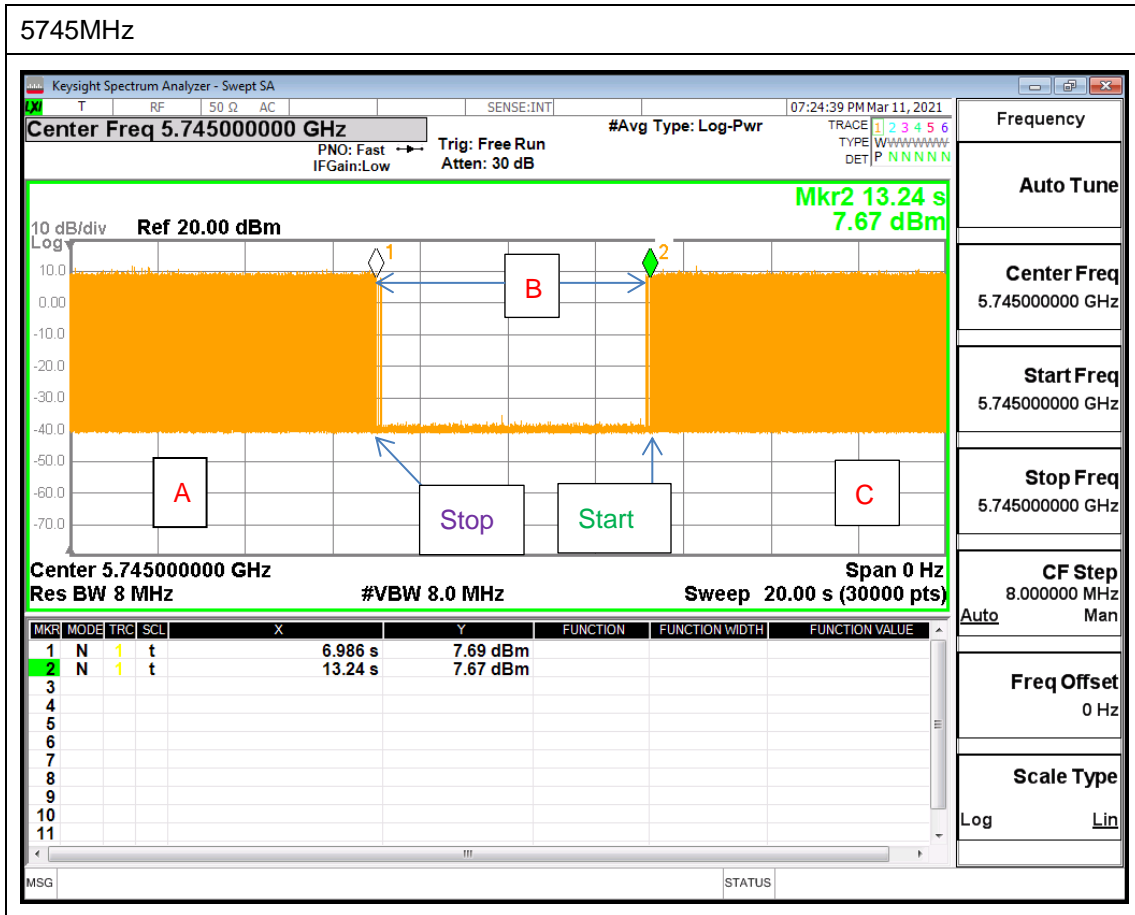 5745MHz
Keysight Spectrum Analyzer - Swept SA
LXI T RF 50 Ω AC SENSE:INT 07:24:39 PM Mar 11, 2021
Center Freq 5.745000000 GHz
PNO: Fast
IFGain:Low
Trig: Free Run
Atten: 30 dB
#Avg Type: Log-Pwr
TRACE 1 2 3 4 5 6
TYPE WWWWWWW
DET P N N N N N
Mkr2 13.24 s
7.67 dBm
10 dB/div Ref 20.00 dBm
Log
1
2
10.0
0.00
-10.0
-20.0
-30.0
-40.0
-50.0
-60.0
-70.0
B
A
C
Stop
Start
Center 5.745000000 GHz Span 0 Hz
Res BW 8 MHz #VBW 8.0 MHz Sweep 20.00 s (30000 pts)
MKR MODE TRC SCL X Y FUNCTION FUNCTION WIDTH FUNCTION VALUE
1 N 1 t 6.986 s 7.69 dBm
2 N 1 t 13.24 s 7.67 dBm
3
4
5
6
7
8
9
10
11
MSG STATUS
Frequency
Auto Tune
Center Freq
5.745000000 GHz
Start Freq
5.745000000 GHz
Stop Freq
5.745000000 GHz
CF Step
8.000000 MHz
Auto Man
Freq Offset
0 Hz
Scale Type
Log Lin